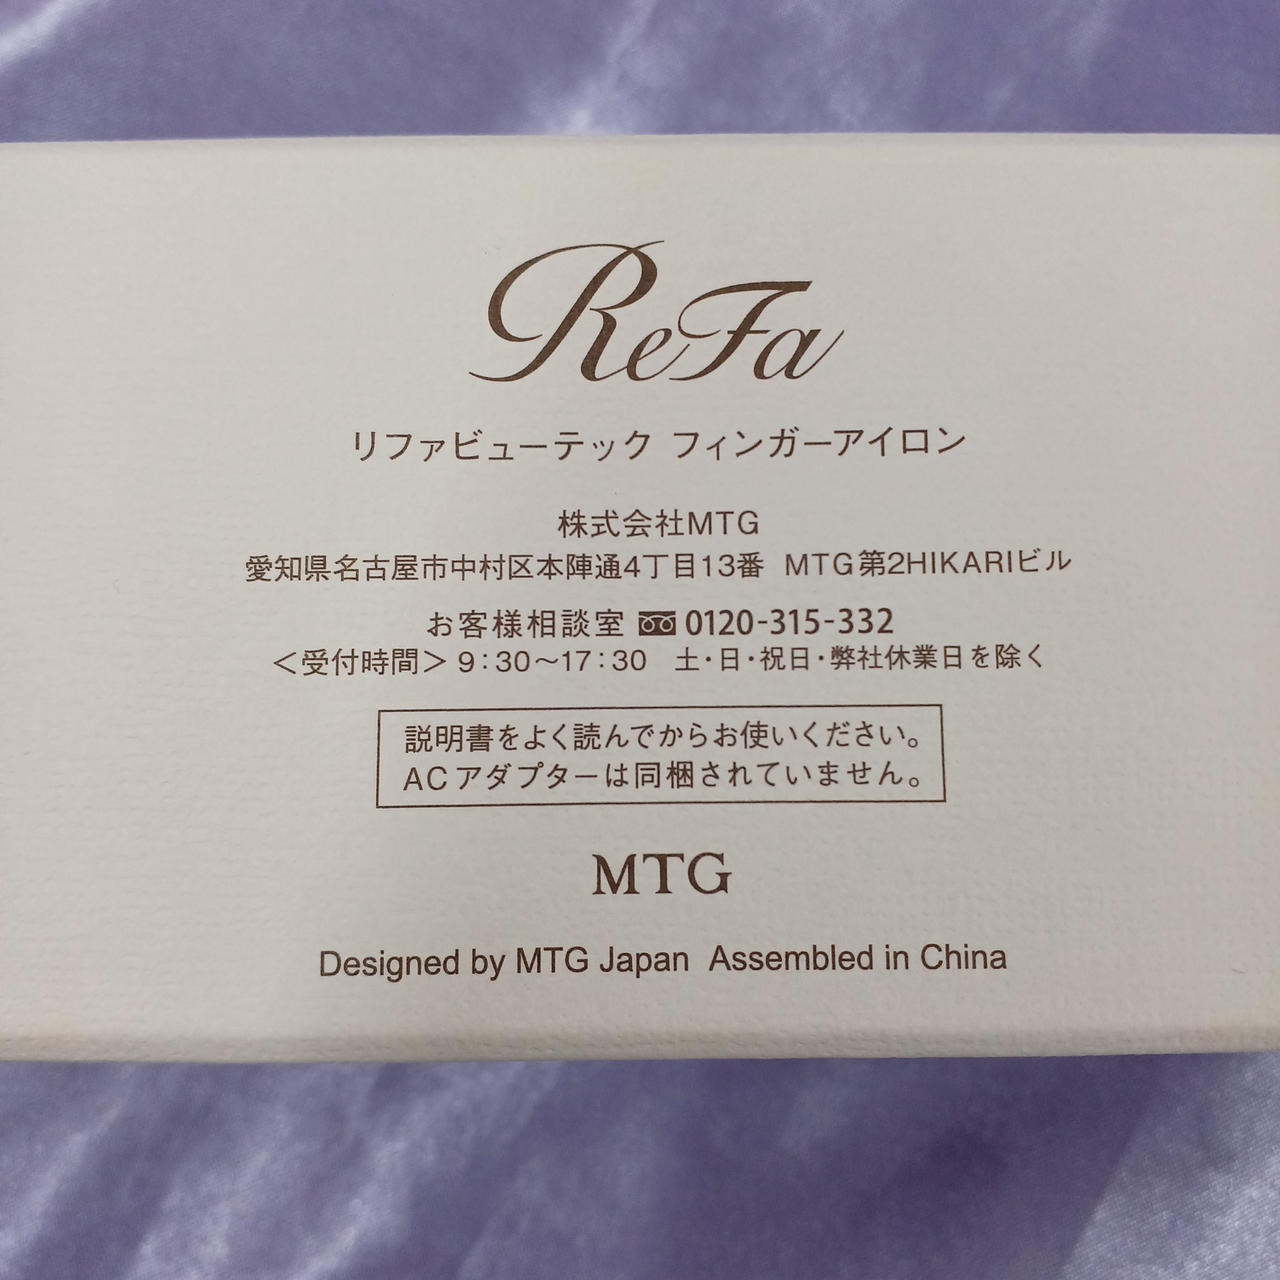 ReFa
リファビューテック フィンガーアイロン
株式会社MTG
愛知県名古屋市中村区本陣通4丁目13番 MTG第2HIKARIビル
お客様相談室 0120-315-332
＜受付時間＞9:30〜17:30 土・日・祝日・弊社休業日を除く
説明書をよく読んでからお使いください。
ACアダプターは同梱されていません。
MTG
Designed by MTG Japan Assembled in China